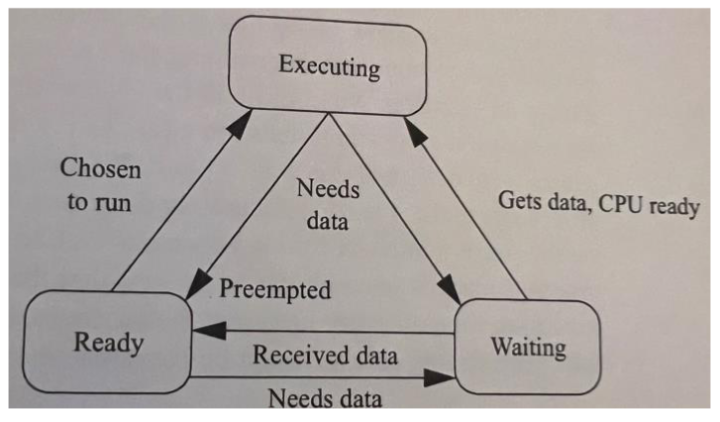 Executing
Chosen
to run
Needs
data
Gets data, CPU ready
Preempted
Ready
Received data
Waiting
Needs data